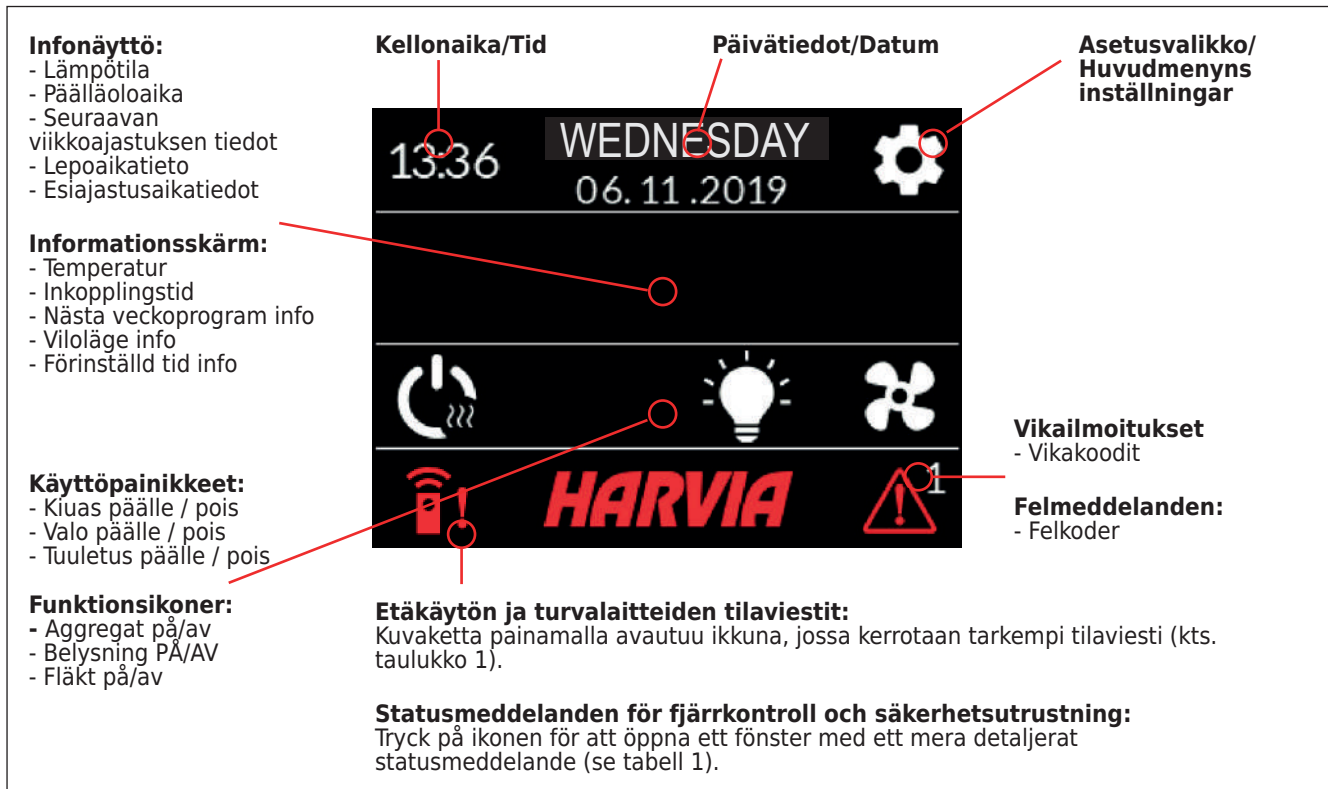 Infonäyttö:
- Lämpötila
- Päälläoloaika
- Seuraavan
viikkoajastuksen tiedot
- Lepoaikatieto
- Esiajastusaikatiedot
Informationsskärm:
- Temperatur
- Inkopplingstid
- Nästa veckoprogram info
- Viloläge info
- Förinställd tid info
Käyttöpainikkeet:
- Kiuas päälle / pois
- Valo päälle / pois
- Tuuletus päälle / pois
Funktionsikoner:
- Aggregat på/av
- Belysning PÅ/AV
- Fläkt på/av
Kellonaika/Tid
Päivätiedot/Datum
Asetusvalikko/
Huvudmenyns
inställningar
13:36
WEDNESDAY
06. 11 .2019
HARVIA
1
Vikailmoitukset
- Vikakoodit
Felmeddelanden:
- Felkoder
Etäkäytön ja turvalaitteiden tilaviestit:
Kuvaketta painamalla avautuu ikkuna, jossa kerrotaan tarkempi tilaviesti (kts.
taulukko 1).
Statusmeddelanden för fjärrkontroll och säkerhetsutrustning:
Tryck på ikonen för att öppna ett fönster med ett mera detaljerat
statusmeddelande (se tabell 1).